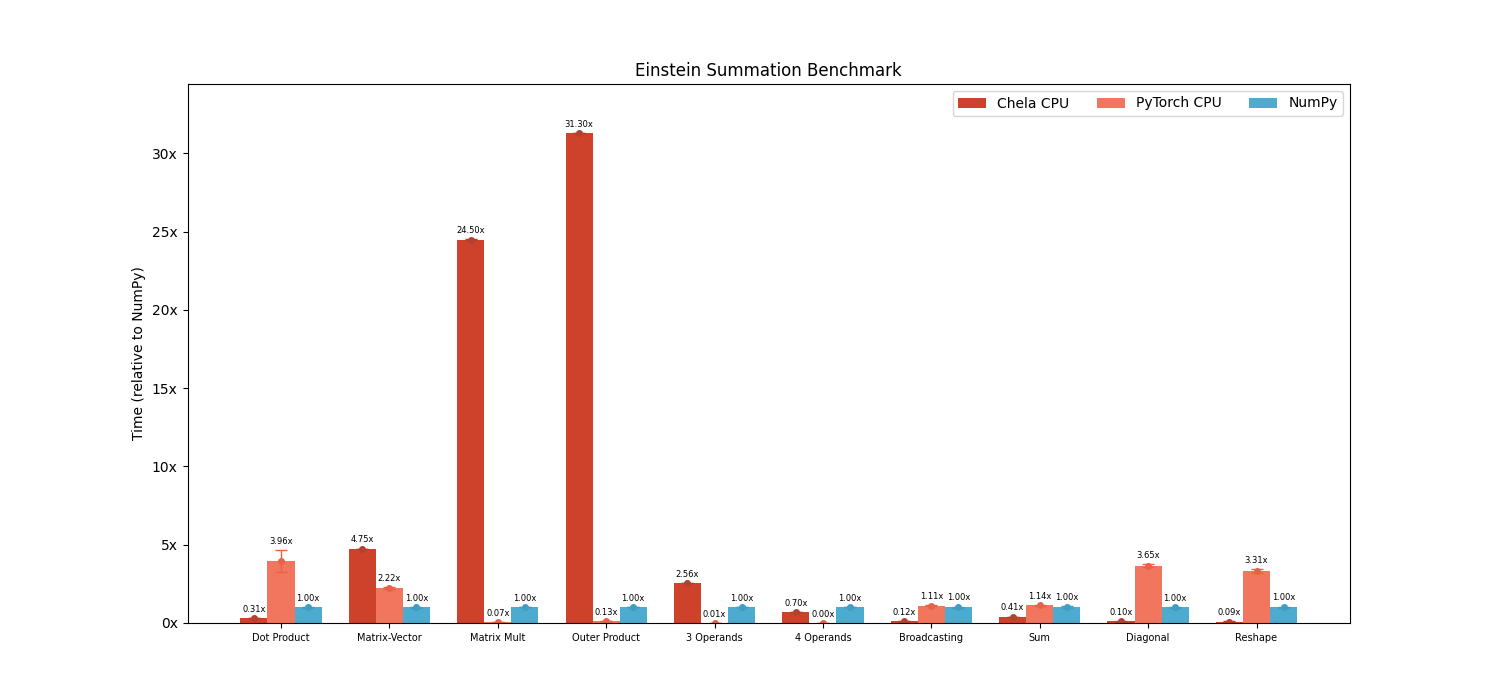 Einstein Summation Benchmark
Chela CPU PyTorch CPU NumPy
Time (relative to NumPy)
30x
25x
20x
15x
10x
5x
0x
0.31x 3.96x 1.00x
4.75x 2.22x 1.00x
24.50x 0.07x 1.00x
31.30x 0.13x 1.00x
2.56x 0.01x 1.00x
0.70x 0.00x 1.00x
0.12x 1.11x 1.00x
0.41x 1.14x 1.00x
0.10x 3.65x 1.00x
0.09x 3.31x 1.00x
Dot Product Matrix-Vector Matrix Mult Outer Product 3 Operands 4 Operands Broadcasting Sum Diagonal Reshape